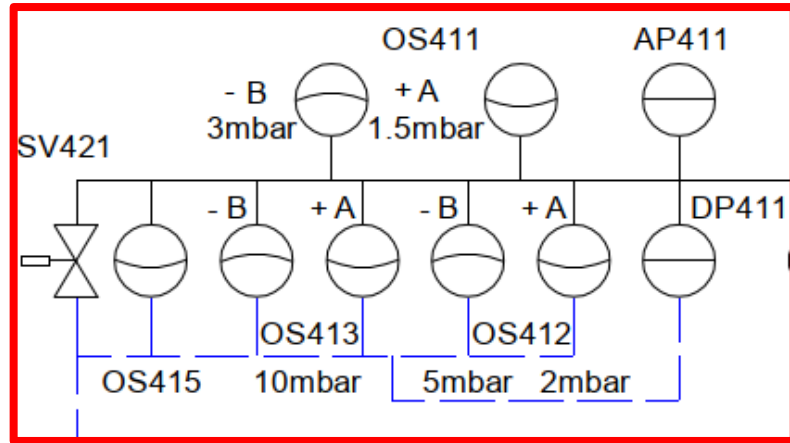 OS411 AP411
- B + A
3mbar 1.5mbar
SV421
- B + A - B + A DP411
OS413 OS412
OS415 10mbar 5mbar 2mbar